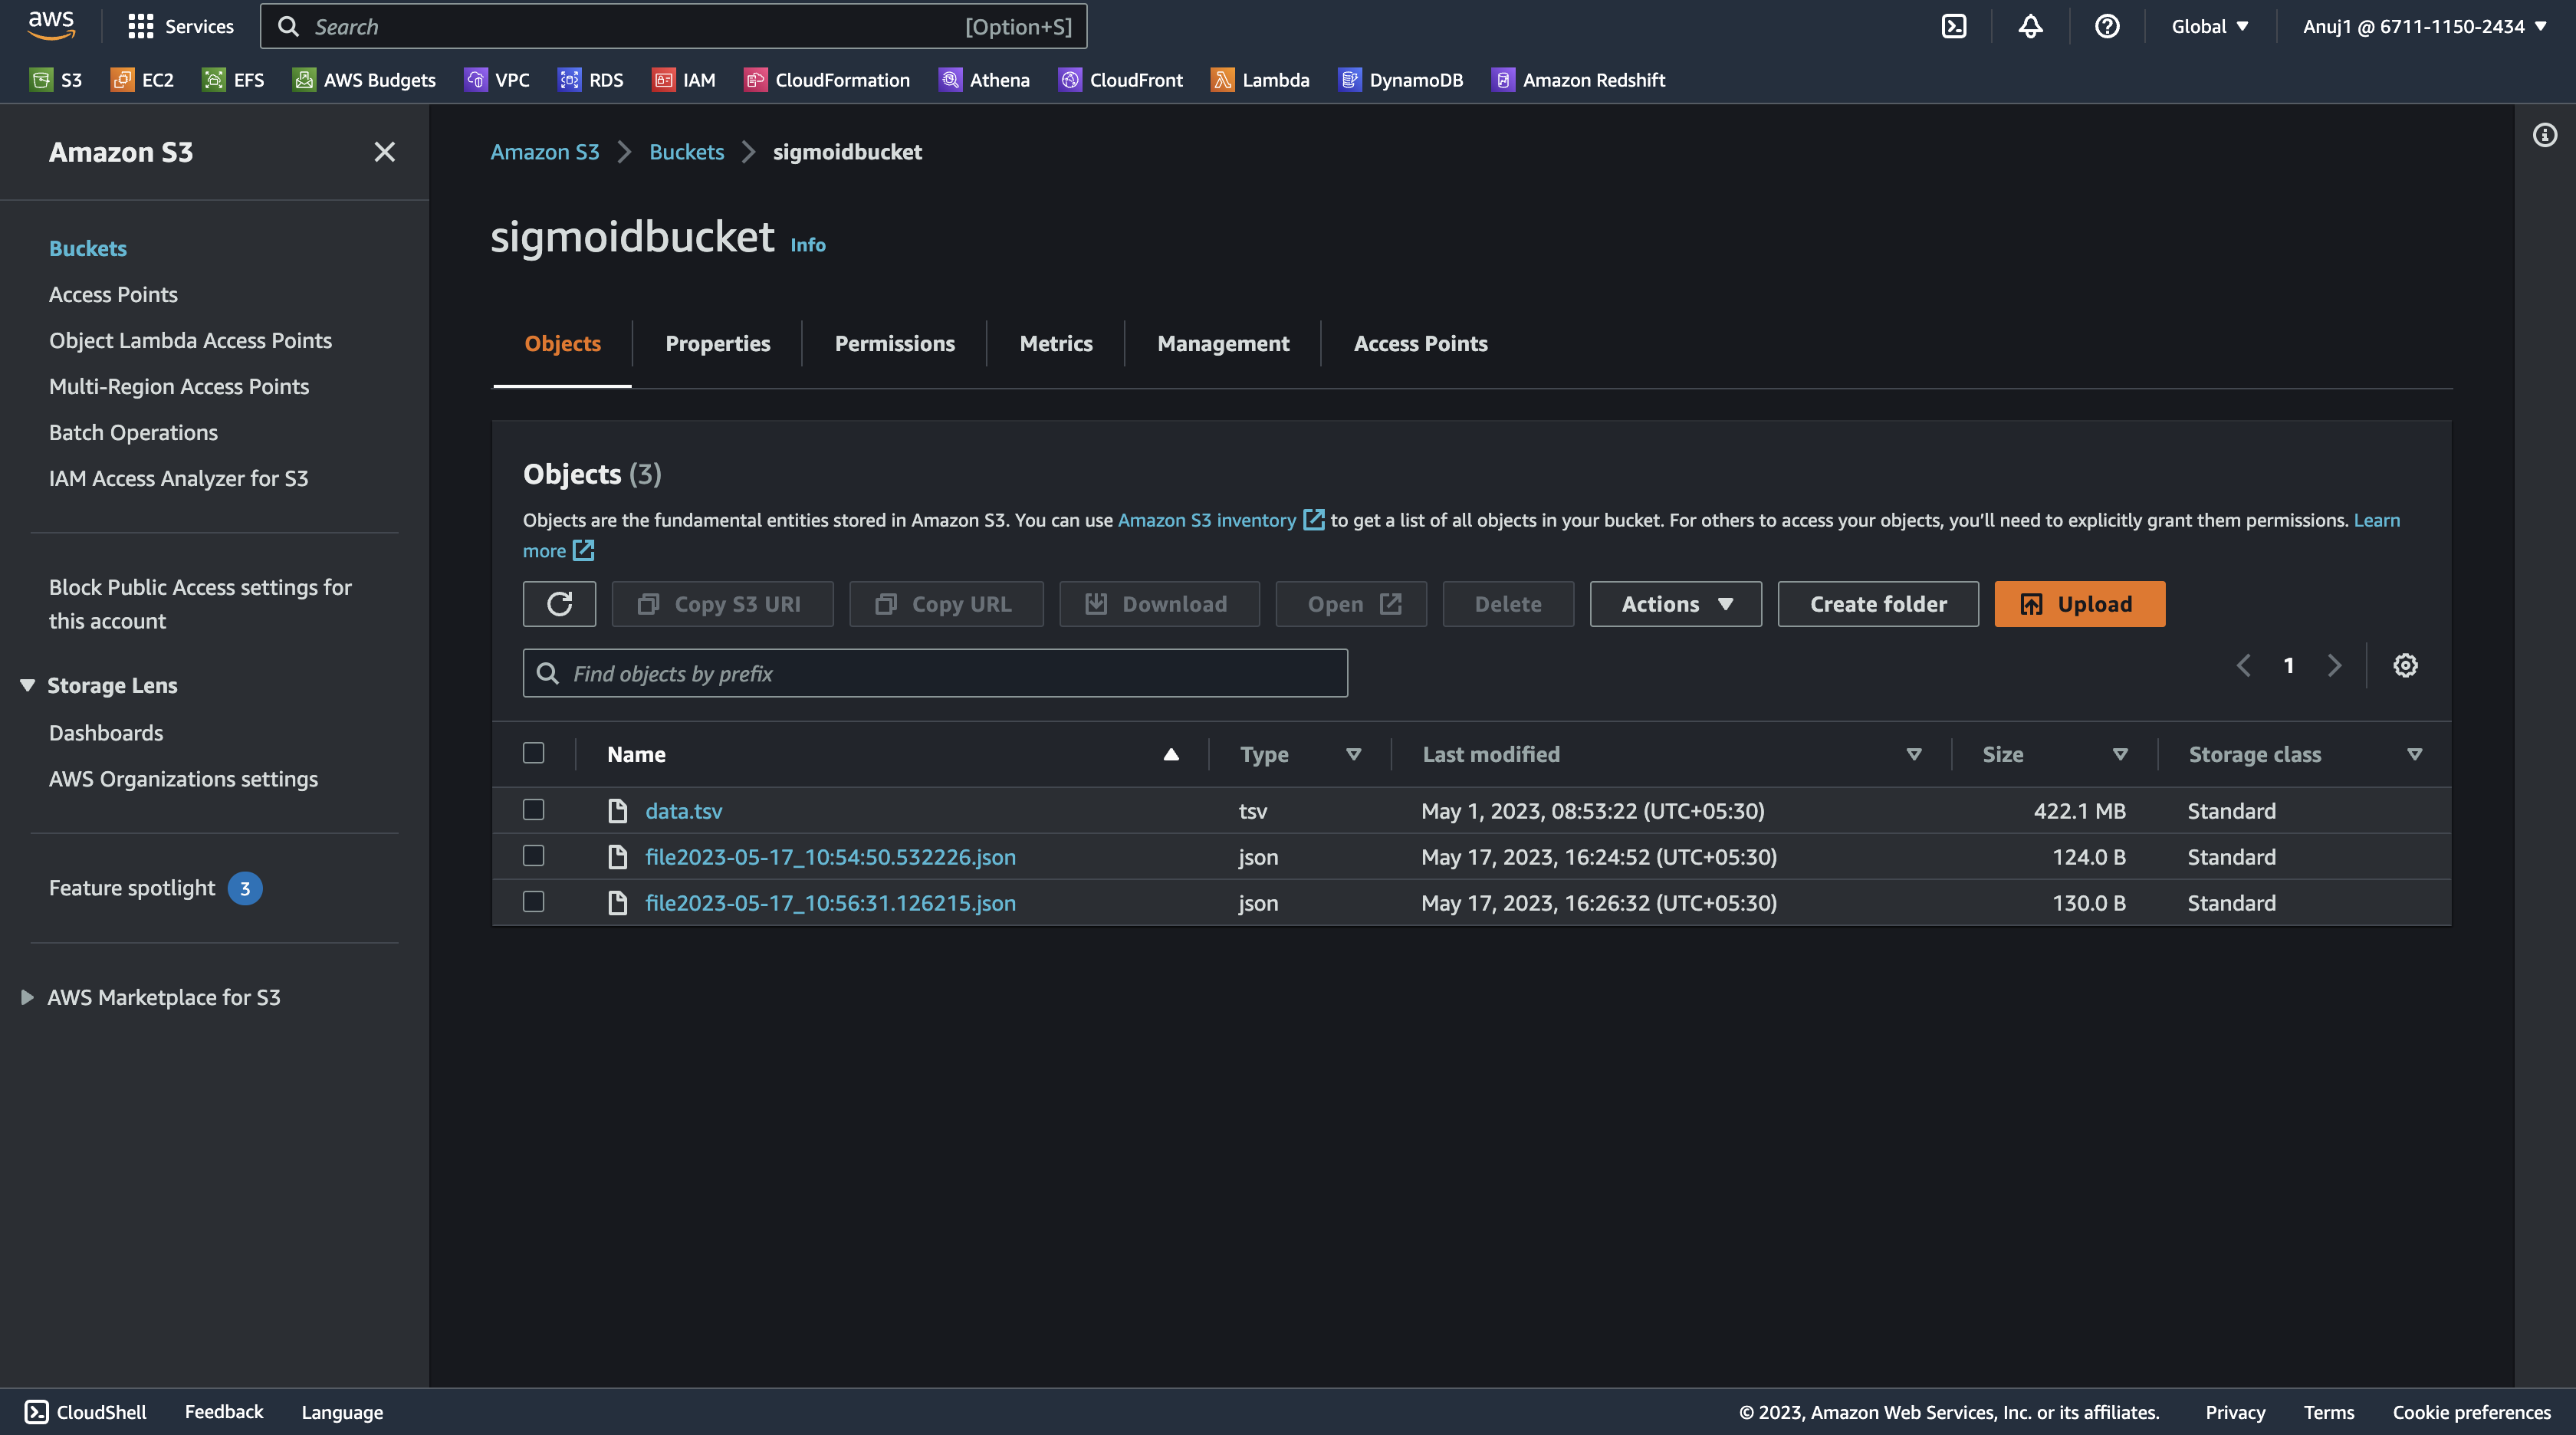 aws Services Search [Option+S] Global Anuj1 @ 6711-1150-2434
S3 EC2 EFS AWS Budgets VPC RDS IAM CloudFormation Athena CloudFront Lambda DynamoDB Amazon Redshift
Amazon S3
Buckets
Access Points
Object Lambda Access Points
Multi-Region Access Points
Batch Operations
IAM Access Analyzer for S3
Block Public Access settings for
this account
Storage Lens
Dashboards
AWS Organizations settings
Feature spotlight 3
AWS Marketplace for S3
Amazon S3 Buckets sigmoidbucket
sigmoidbucket Info
Objects Properties Permissions Metrics Management Access Points
Objects (3)
Objects are the fundamental entities stored in Amazon S3. You can use Amazon S3 inventory to get a list of all objects in your bucket. For others to access your objects, you’ll need to explicitly grant them permissions. Learn
more
Copy S3 URI Copy URL Download Open Delete Actions Create folder Upload
Find objects by prefix 1
Name Type Last modified Size Storage class
data.tsv tsv May 1, 2023, 08:53:22 (UTC+05:30) 422.1 MB Standard
file2023-05-17_10:54:50.532226.json json May 17, 2023, 16:24:52 (UTC+05:30) 124.0 B Standard
file2023-05-17_10:56:31.126215.json json May 17, 2023, 16:26:32 (UTC+05:30) 130.0 B Standard
CloudShell Feedback Language © 2023, Amazon Web Services, Inc. or its affiliates. Privacy Terms Cookie preferences